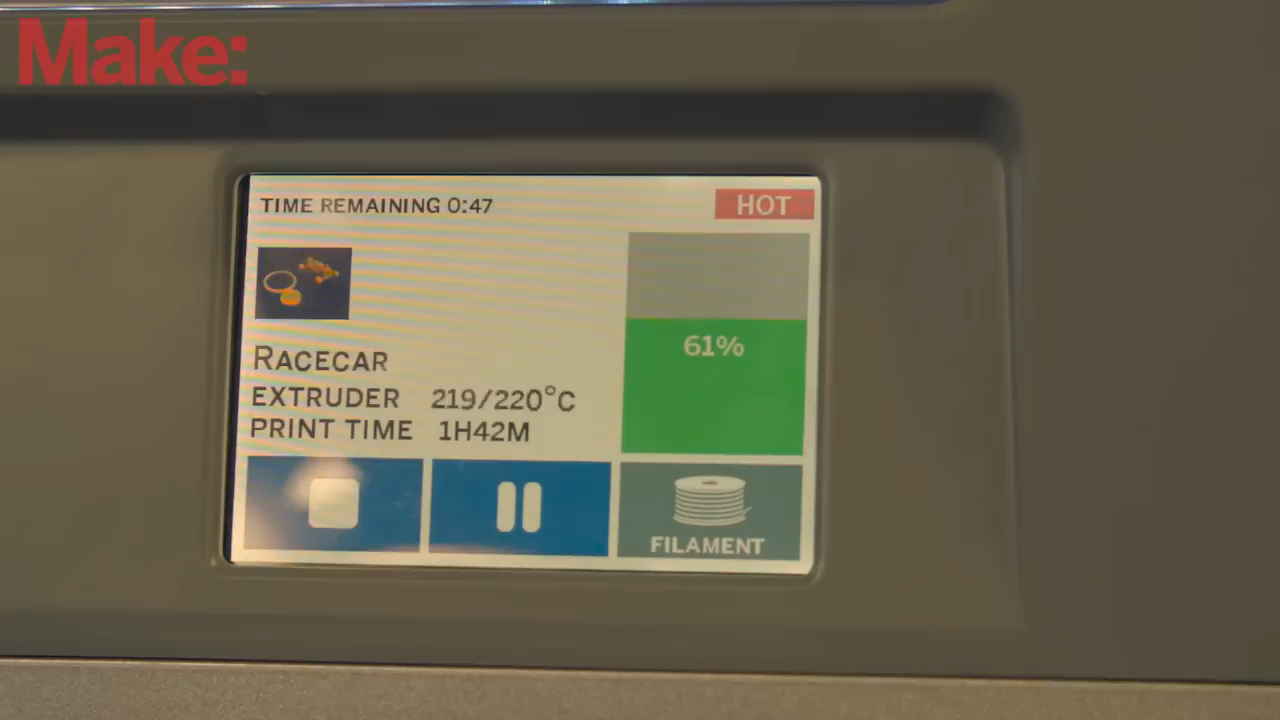 Make:
TIME REMAINING 0:47
HOT
61%
RACECAR
EXTRUDER 219/220°C
PRINT TIME 1H42M
FILAMENT